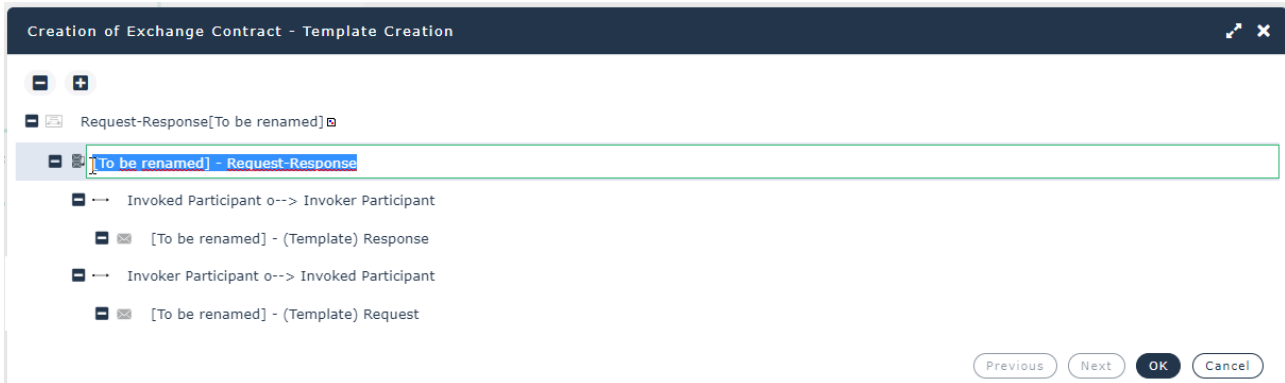 Creation of Exchange Contract - Template Creation
Request-Response[To be renamed]
[To be renamed] - Request-Response
Invoked Participant o--> Invoker Participant
[To be renamed] - (Template) Response
Invoker Participant o--> Invoked Participant
[To be renamed] - (Template) Request
Previous Next OK Cancel